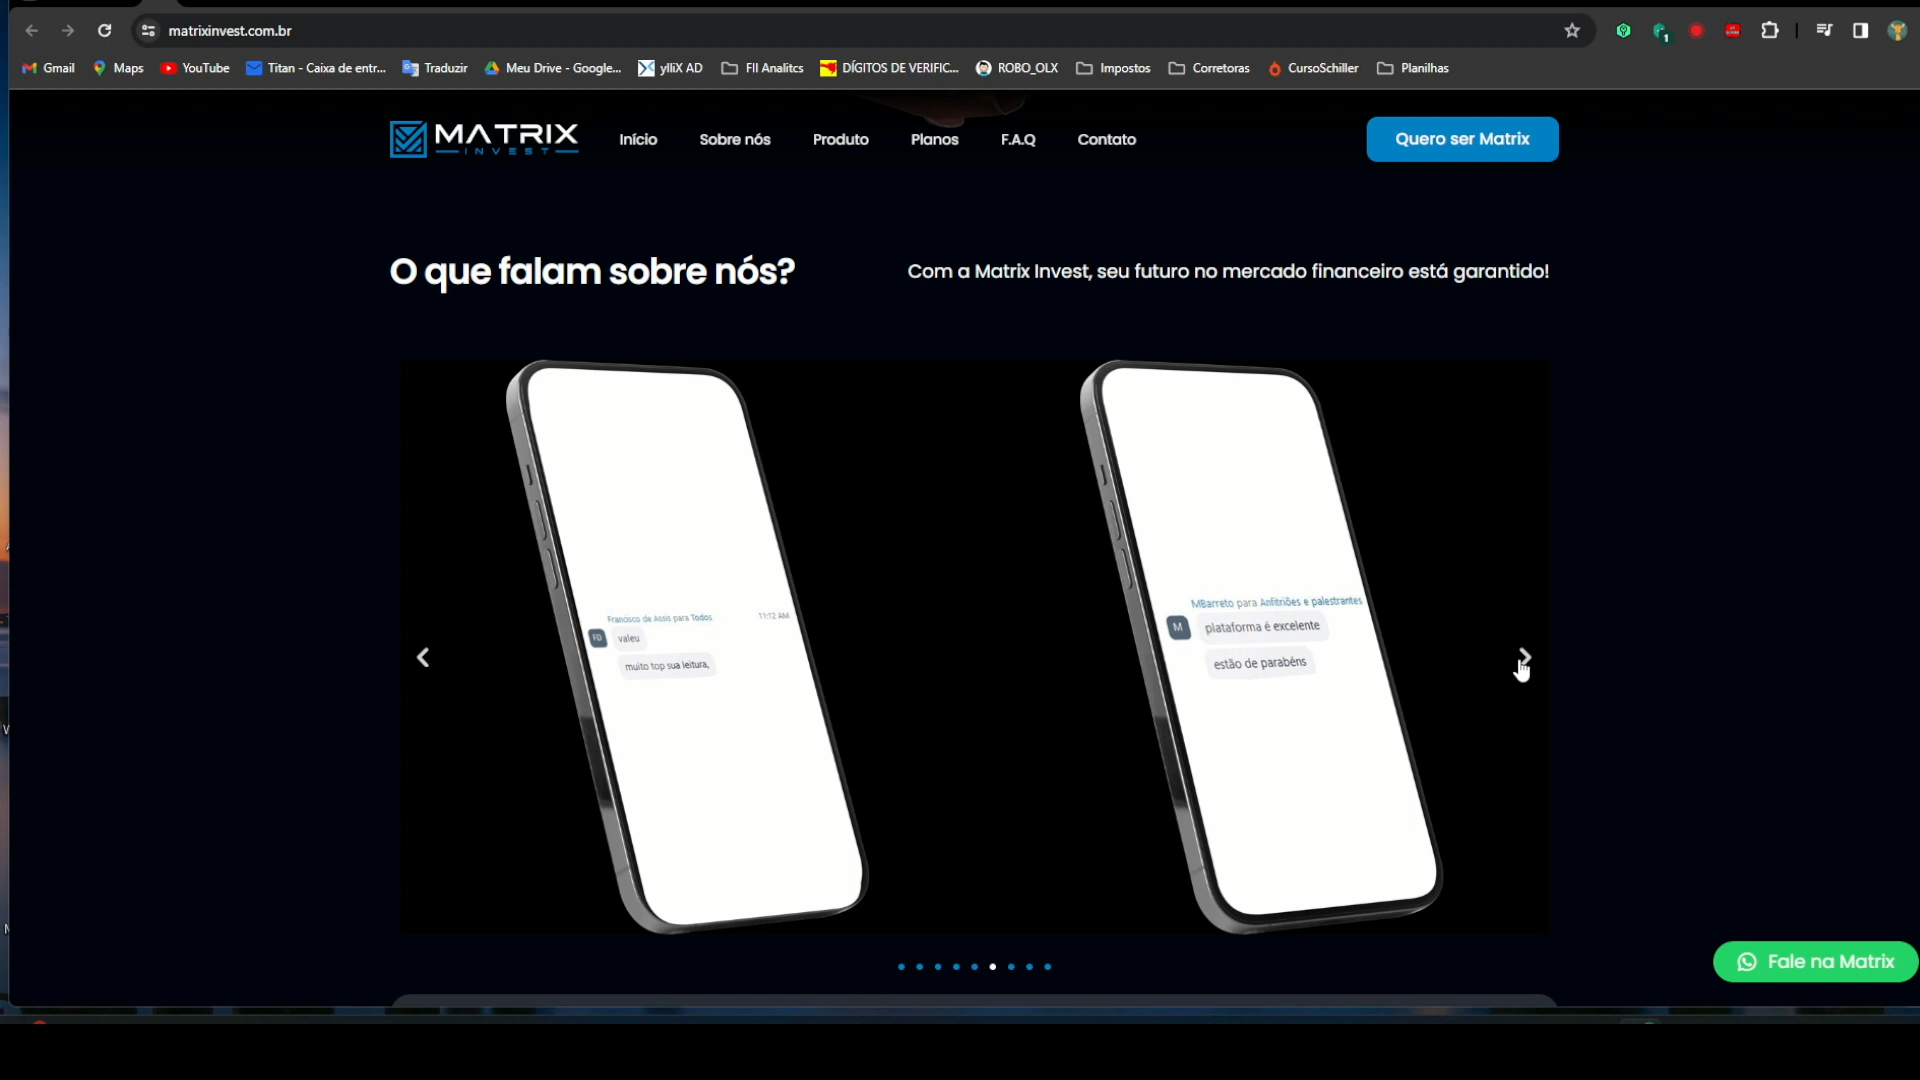 matrixinvest.com.br
1
Gmail
Maps
YouTube
Titan - Caixa de entr...
Traduzir
Meu Drive - Google...
ylliX AD
FII Analitcs
DÍGITOS DE VERIFIC...
ROBO_OLX
Impostos
Corretoras
CursoSchiller
Planilhas
MATRIX
INVEST
Início
Sobre nós
Produto
Planos
F.A.Q
Contato
Quero ser Matrix
O que falam sobre nós?
Com a Matrix Invest, seu futuro no mercado financeiro está garantido!
Francisco de Assis para Todos
11:12 AM
FD
valeu
muito top sua leitura,
MBarreto para Anfitriões e palestrantes
M
plataforma é excelente
estão de parabéns
Fale na Matrix